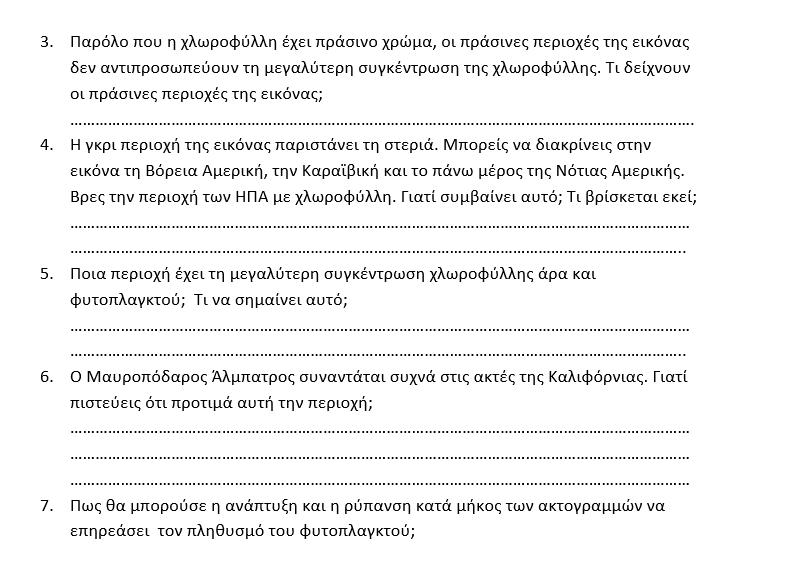 3. Παρόλο που η χλωροφύλλη έχει πράσινο χρώμα, οι πράσινες περιοχές της εικόνας
δεν αντιπροσωπεύουν τη μεγαλύτερη συγκέντρωση της χλωροφύλλης. Τι δείχνουν
οι πράσινες περιοχές της εικόνας;
……………………………………………………………………………………………………………………….
4. Η γκρι περιοχή της εικόνας παριστάνει τη στεριά. Μπορείς να διακρίνεις στην
εικόνα τη Βόρεια Αμερική, την Καραϊβική και το πάνω μέρος της Νότιας Αμερικής.
Βρες την περιοχή των ΗΠΑ με χλωροφύλλη. Γιατί συμβαίνει αυτό; Τι βρίσκεται εκεί;
………………………………………………………………………………………………………………………
……………………………………………………………………………………………………………………..
5. Ποια περιοχή έχει τη μεγαλύτερη συγκέντρωση χλωροφύλλης άρα και
φυτοπλαγκτού;  Τι να σημαίνει αυτό;
………………………………………………………………………………………………………………………
……………………………………………………………………………………………………………………..
6. Ο Μαυροπόδαρος Άλμπατρος συναντάται συχνά στις ακτές της Καλιφόρνιας. Γιατί
πιστεύεις ότι προτιμά αυτή την περιοχή;
………………………………………………………………………………………………………………………
………………………………………………………………………………………………………………………
………………………………………………………………………………………………………………………
7. Πως θα μπορούσε η ανάπτυξη και η ρύπανση κατά μήκος των ακτογραμμών να
επηρεάσει  τον πληθυσμό του φυτοπλαγκτού;